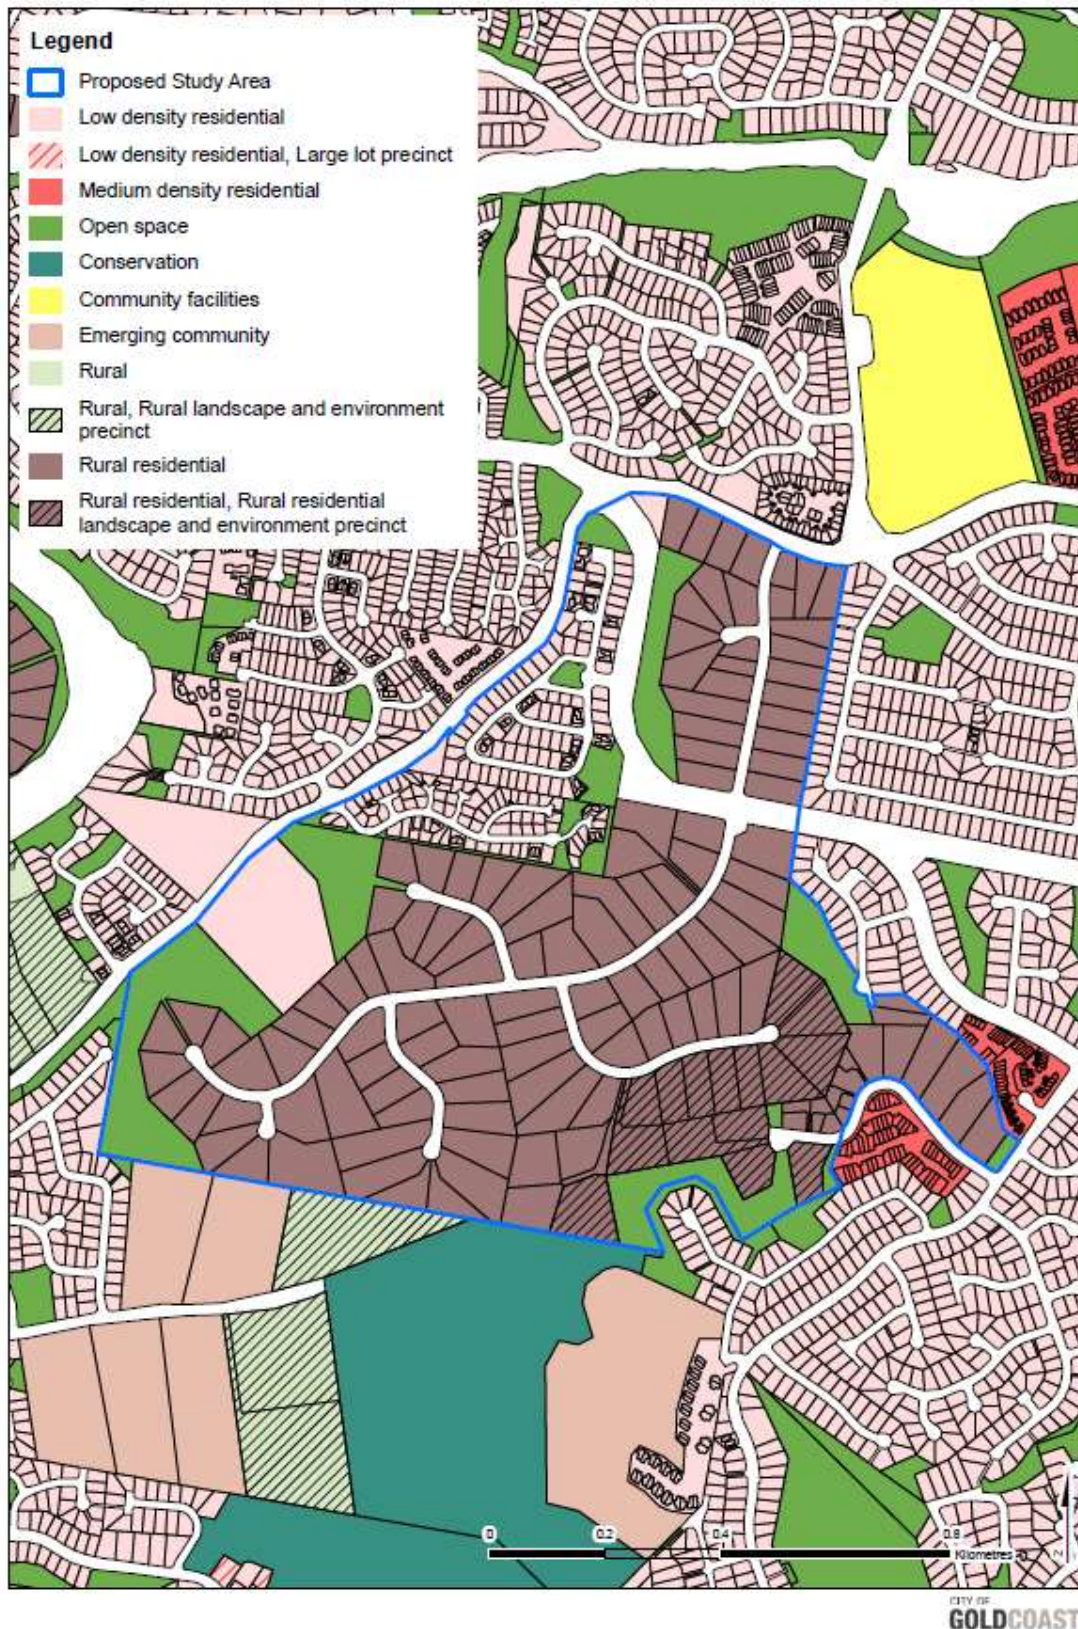 Legend
Proposed Study Area
Low density residential
Low density residential, Large lot precinct
Medium density residential
Open space
Conservation
Community facilities
Emerging community
Rural
Rural, Rural landscape and environment
precinct
Rural residential
Rural residential, Rural residential
landscape and environment precinct
0 0.2 0.4 0.8
Kilometres
CITY OF
GOLDCOAST